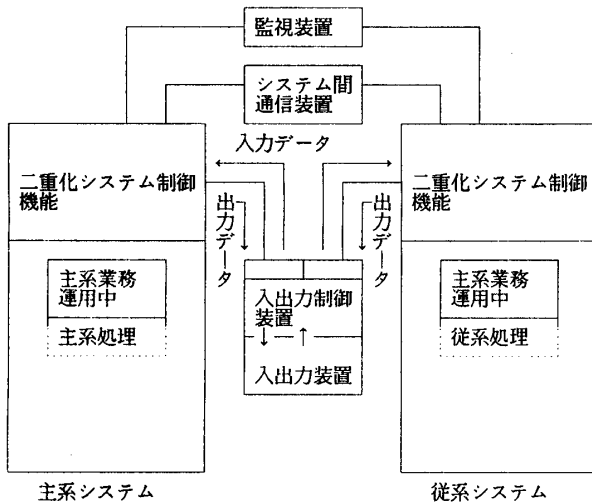 監視装置
システム間
通信装置
入力データ
二重化システム制御
機能
二重化システム制御
機能
出力データ
出力データ
主系業務
運用中
主系処理
入出力制御
装置
入出力装置
主系業務
運用中
従系処理
主系システム
従系システム